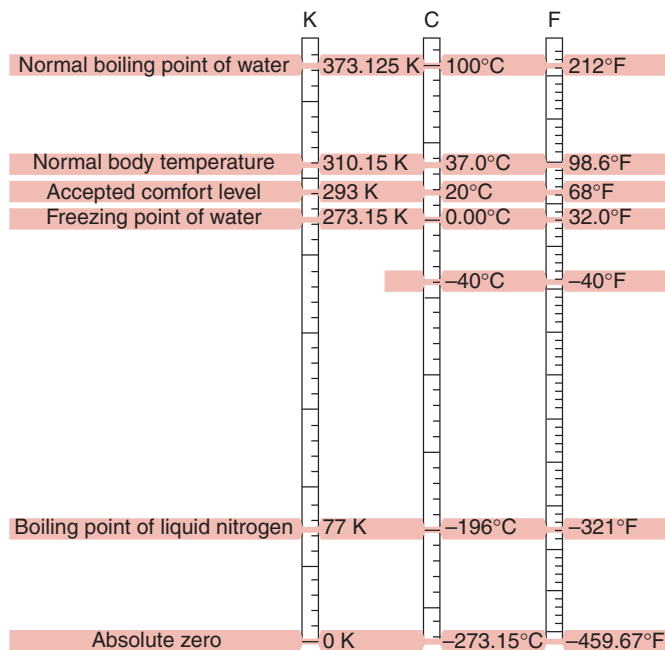 K C F
Normal boiling point of water 373.125 K 100°C 212°F
Normal body temperature 310.15 K 37.0°C 98.6°F
Accepted comfort level 293 K 20°C 68°F
Freezing point of water 273.15 K 0.00°C 32.0°F
–40°C –40°F
Boiling point of liquid nitrogen 77 K –196°C –321°F
Absolute zero 0 K –273.15°C –459.67°F